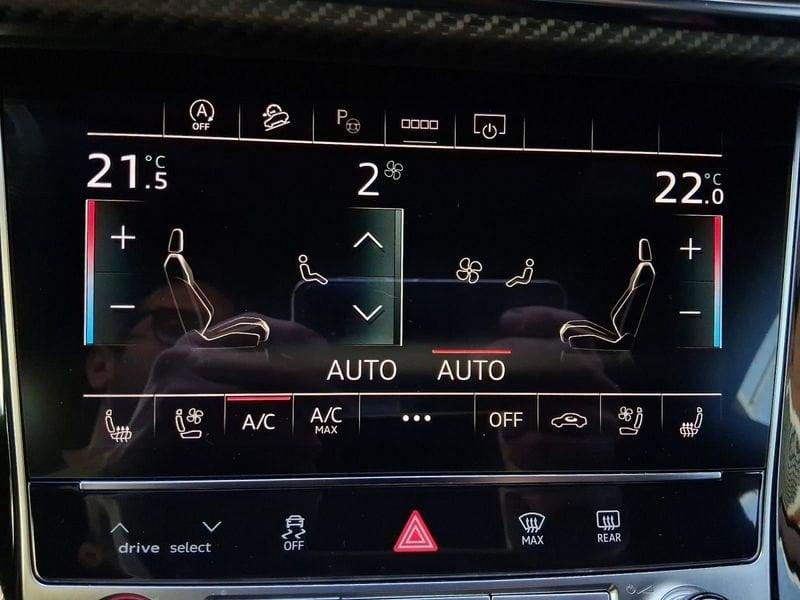 A OFF P
21.5 °C 2 22.0 °C
+ +
− −
AUTO AUTO
A/C A/C MAX ... OFF
drive select OFF MAX REAR